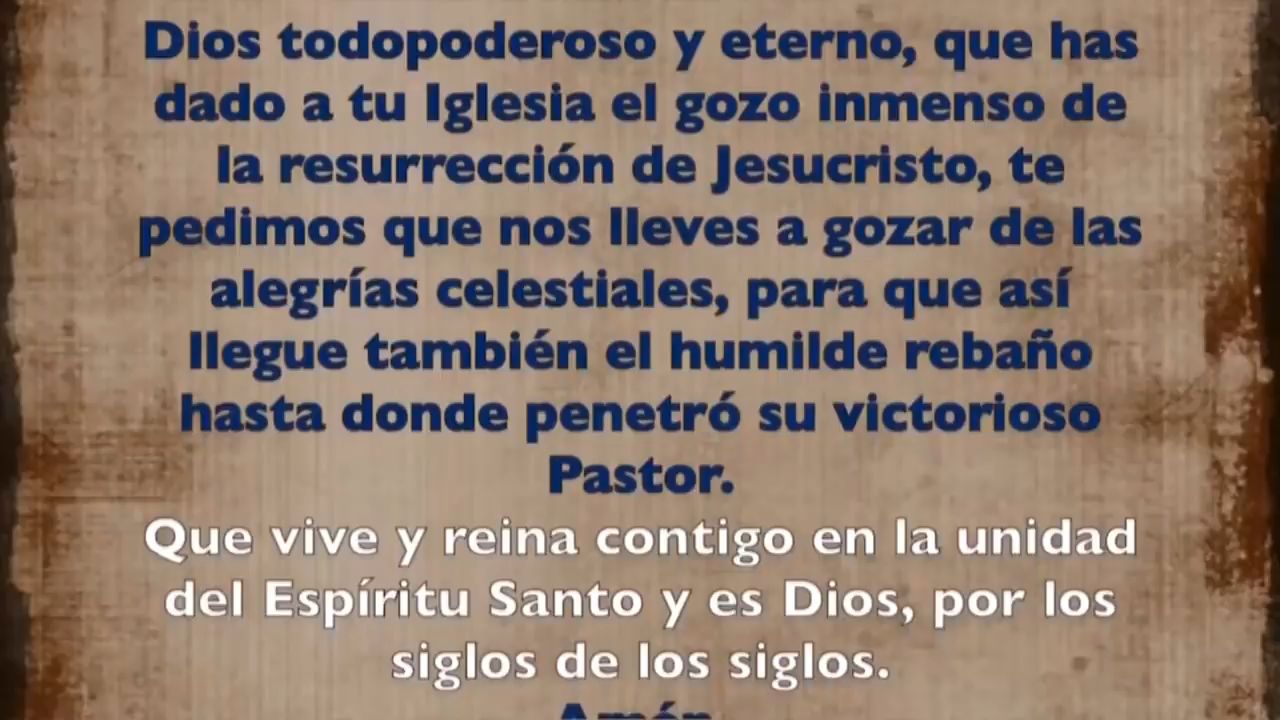 Dios todopoderoso y eterno, que has
dado a tu Iglesia el gozo inmenso de
la resurrección de Jesucristo, te
pedimos que nos lleves a gozar de las
alegrías celestiales, para que así
llegue también el humilde rebaño
hasta donde penetró su victorioso
Pastor.
Que vive y reina contigo en la unidad
del Espíritu Santo y es Dios, por los
siglos de los siglos.
Amén